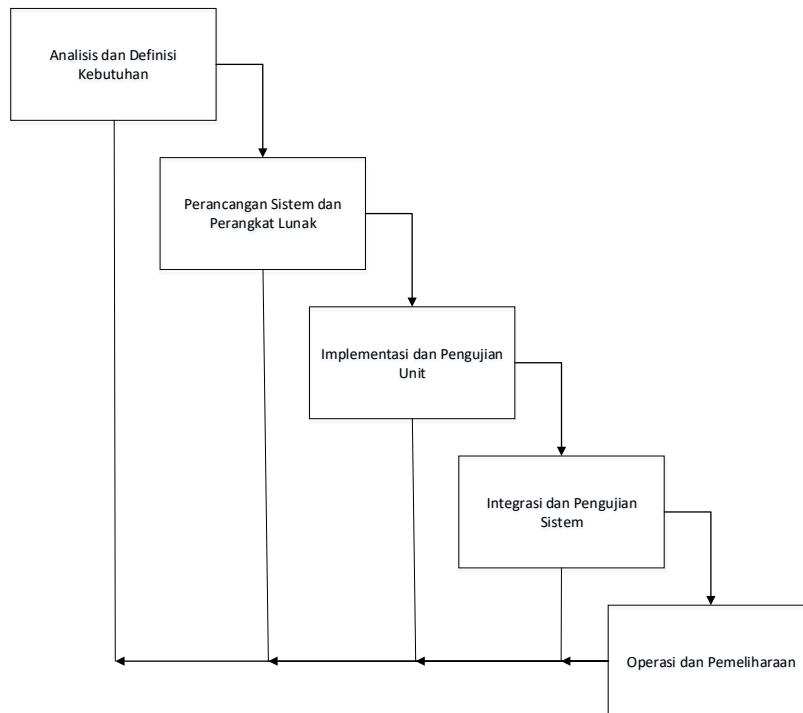 Analisis dan Definisi
Kebutuhan
Perancangan Sistem dan
Perangkat Lunak
Implementasi dan Pengujian
Unit
Integrasi dan Pengujian
Sistem
Operasi dan Pemeliharaan